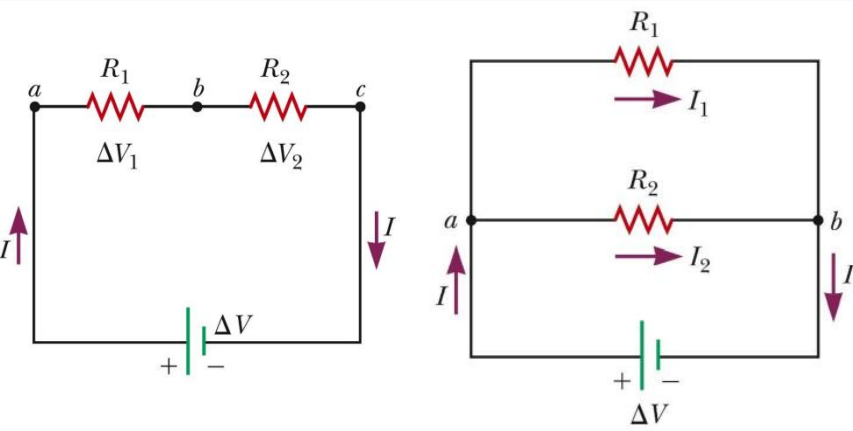 R₁ R₂
a b c
ΔV₁ ΔV₂
I I
ΔV
+ −
R₁
I₁
R₂
a b
I₂
I I
+ −
ΔV